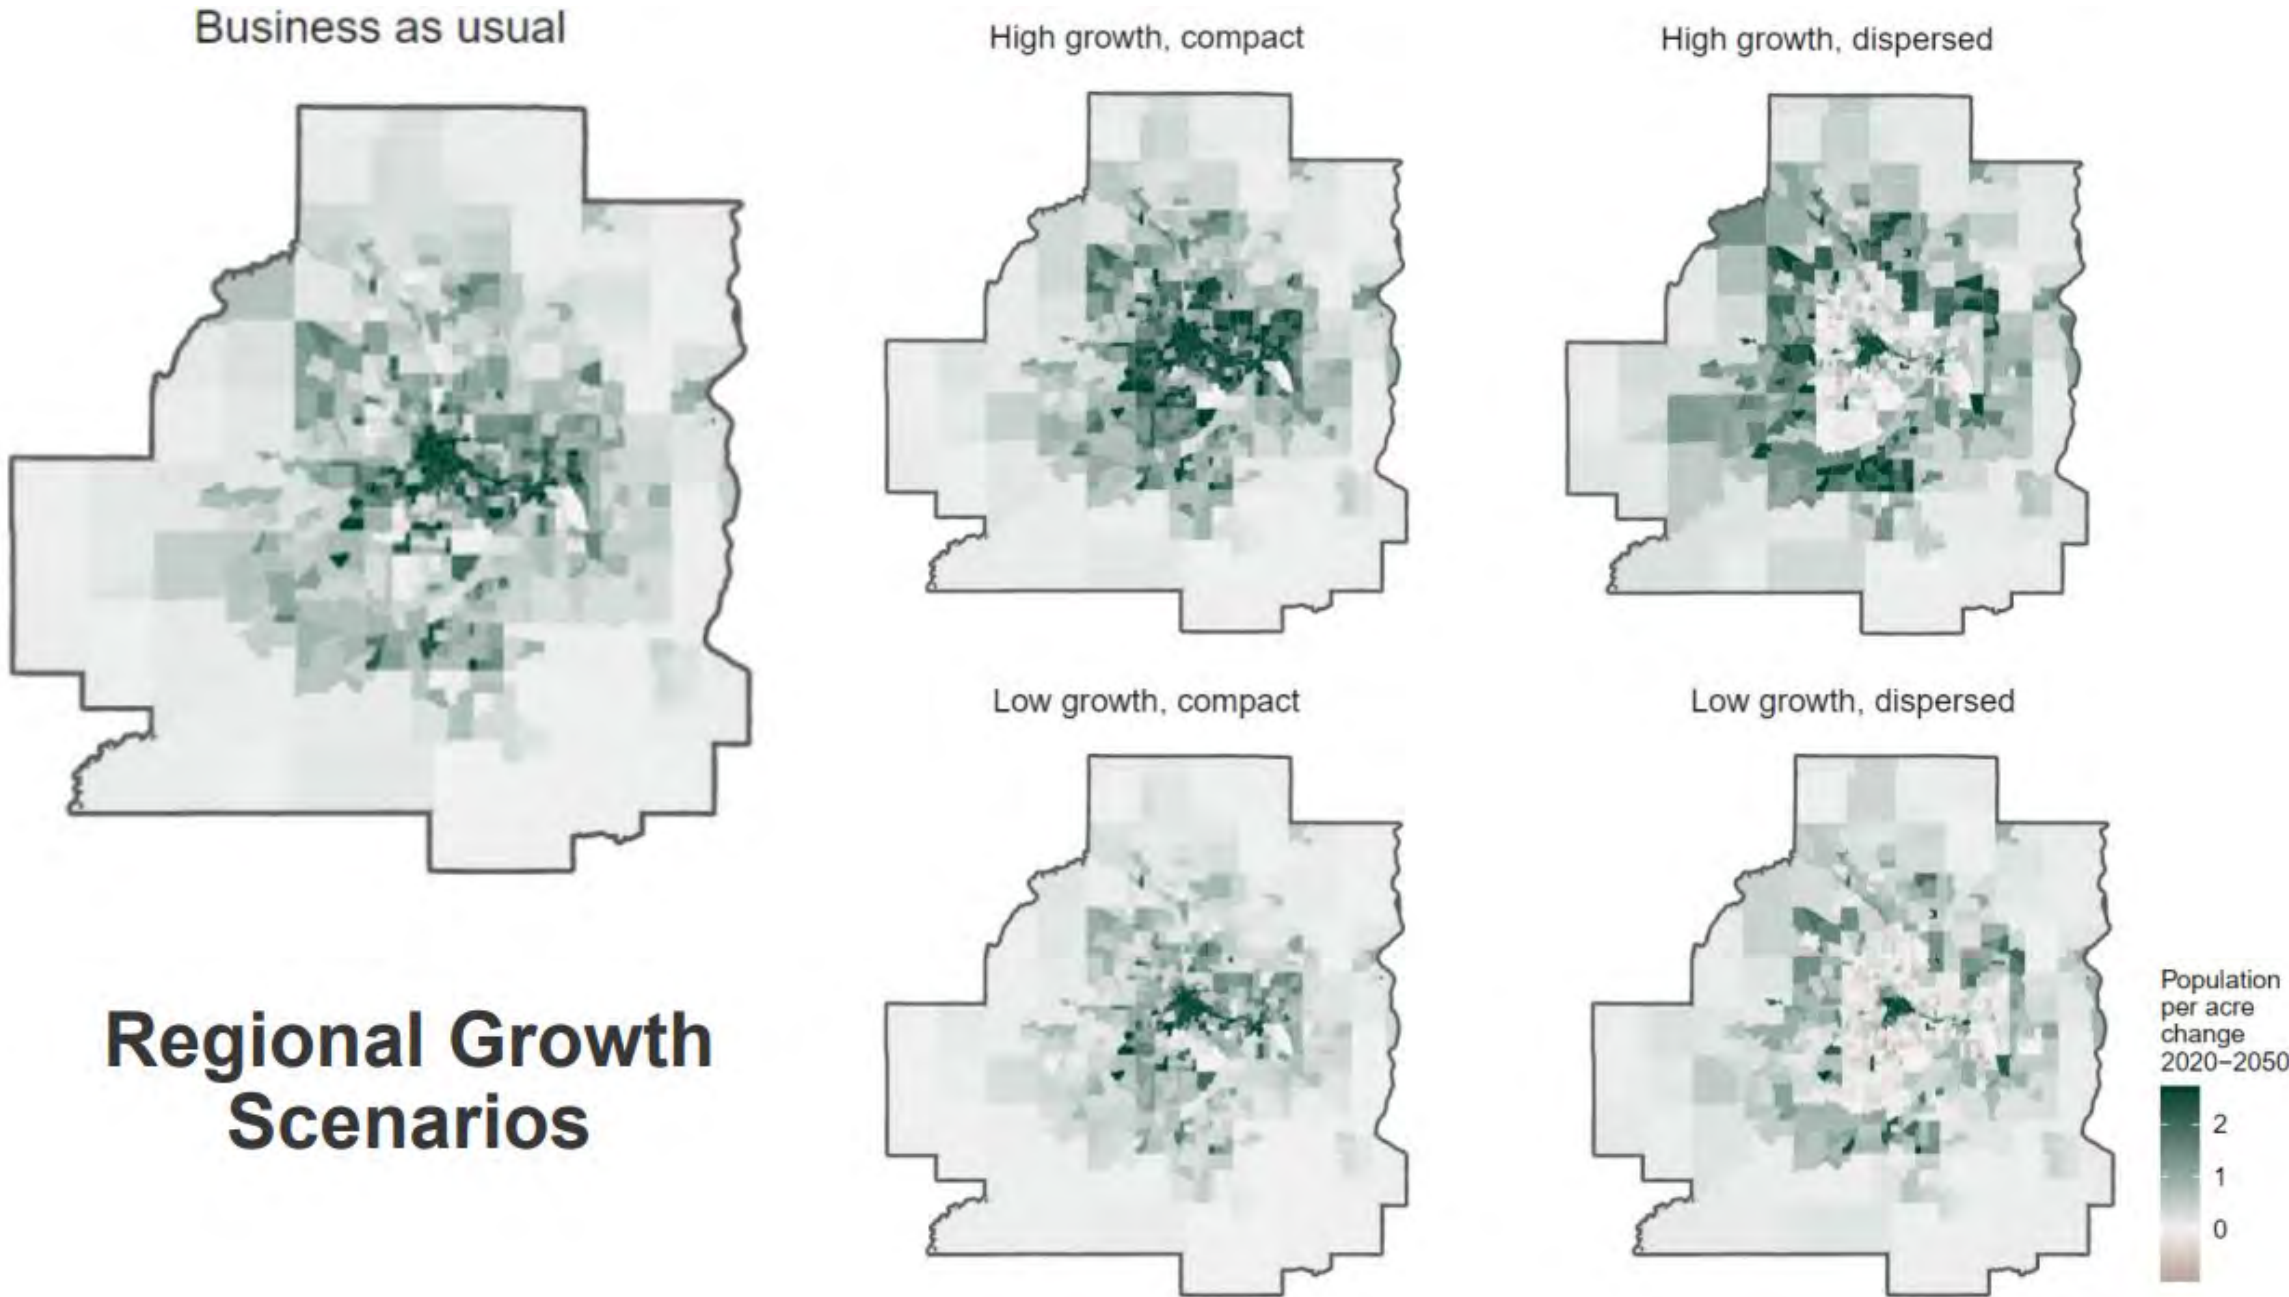 Business as usual
High growth, compact
High growth, dispersed
Low growth, compact
Low growth, dispersed
Regional Growth
Scenarios
Population
per acre
change
2020–2050
2
1
0